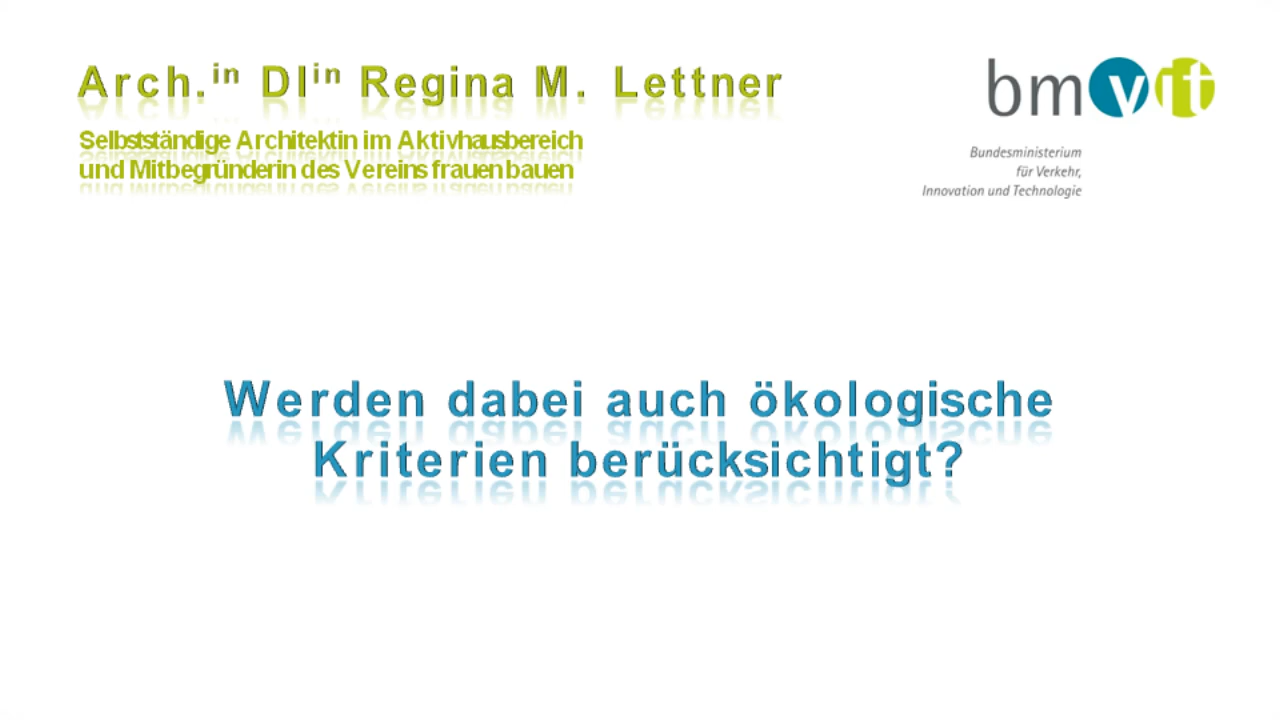 Arch.in DIin Regina M. Lettner
Selbstständige Architektin im Aktivhausbereich
und Mitbegründerin des Vereins frauen bauen
bmvit
Bundesministerium
für Verkehr,
Innovation und Technologie
Werden dabei auch ökologische
Kriterien berücksichtigt?